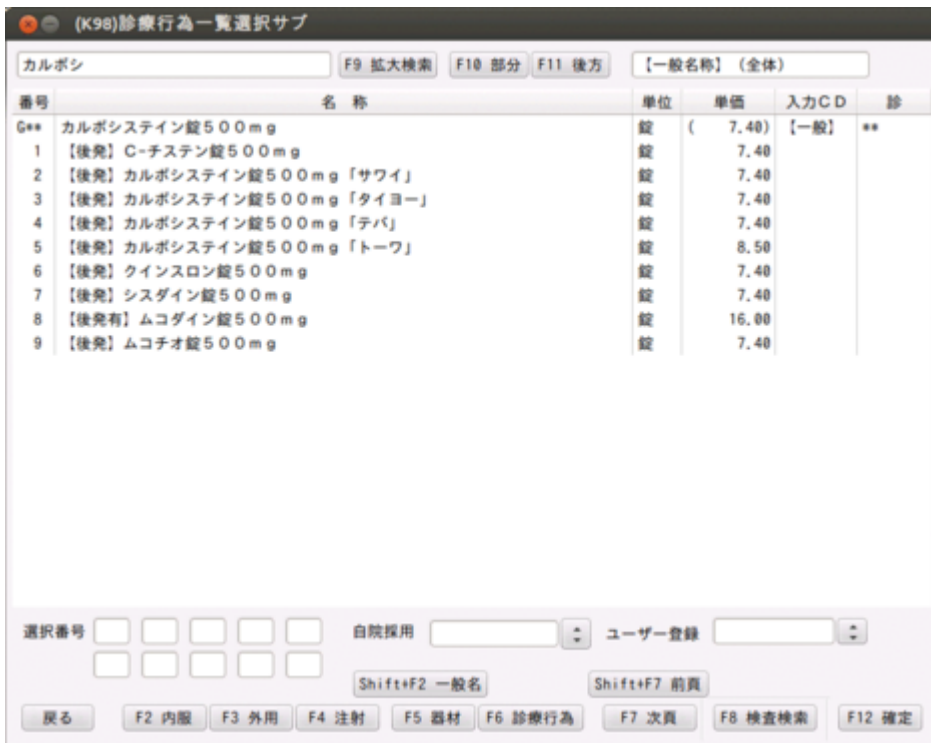 (K98)診療行為一覧選択サブ
カルボシ F9 拡大検索 F10 部分 F11 後方 【一般名称】（全体）
番号 名 称 単位 単価 入力ＣＤ 診
G** カルボシステイン錠５００ｍｇ 錠 ( 7.40) 【一般】 **
1 【後発】Ｃ−チステン錠５００ｍｇ 錠 7.40
2 【後発】カルボシステイン錠５００ｍｇ「サワイ」 錠 7.40
3 【後発】カルボシステイン錠５００ｍｇ「タイヨー」 錠 7.40
4 【後発】カルボシステイン錠５００ｍｇ「テバ」 錠 7.40
5 【後発】カルボシステイン錠５００ｍｇ「トーワ」 錠 8.50
6 【後発】クインスロン錠５００ｍｇ 錠 7.40
7 【後発】シスダイン錠５００ｍｇ 錠 7.40
8 【後発有】ムコダイン錠５００ｍｇ 錠 16.00
9 【後発】ムコチオ錠５００ｍｇ 錠 7.40
選択番号 自院採用 ユーザー登録
Shift+F2 一般名 Shift+F7 前頁
戻る F2 内服 F3 外用 F4 注射 F5 器材 F6 診療行為 F7 次頁 F8 検査検索 F12 確定